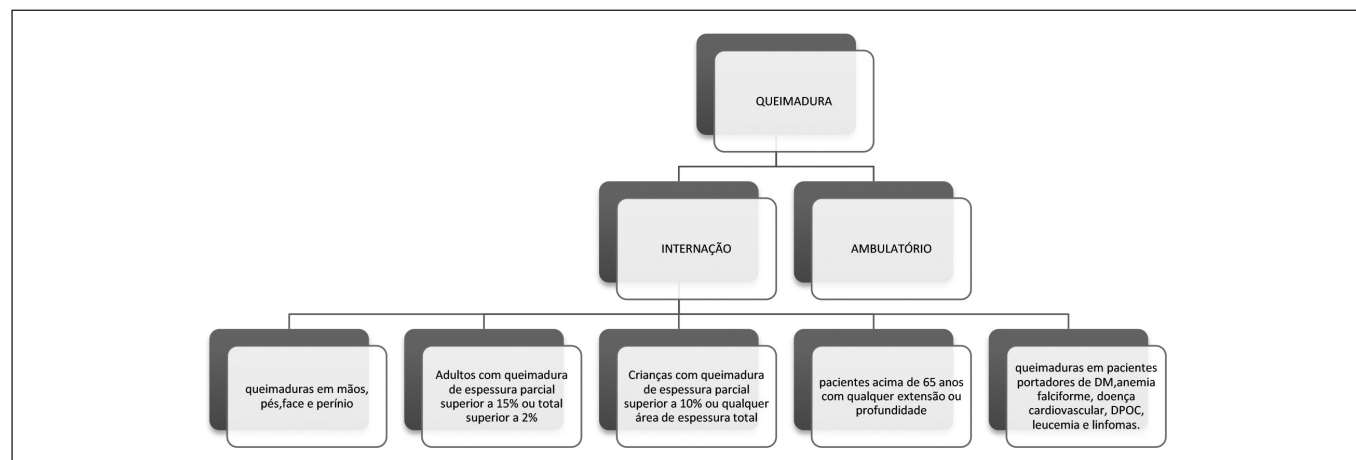 QUEIMADURA
INTERNAÇÃO
AMBULATÓRIO
queimaduras em mãos,
pés,face e perínio
Adultos com queimadura
de espessura parcial
superior a 15% ou total
superior a 2%
Crianças com queimadura
de espessura parcial
superior a 10% ou qualquer
área de espessura total
pacientes acima de 65 anos
com qualquer extensão ou
profundidade
queimaduras em pacientes
portadores de DM,anemia
falciforme, doença
cardiovascular, DPOC,
leucemia e linfomas.